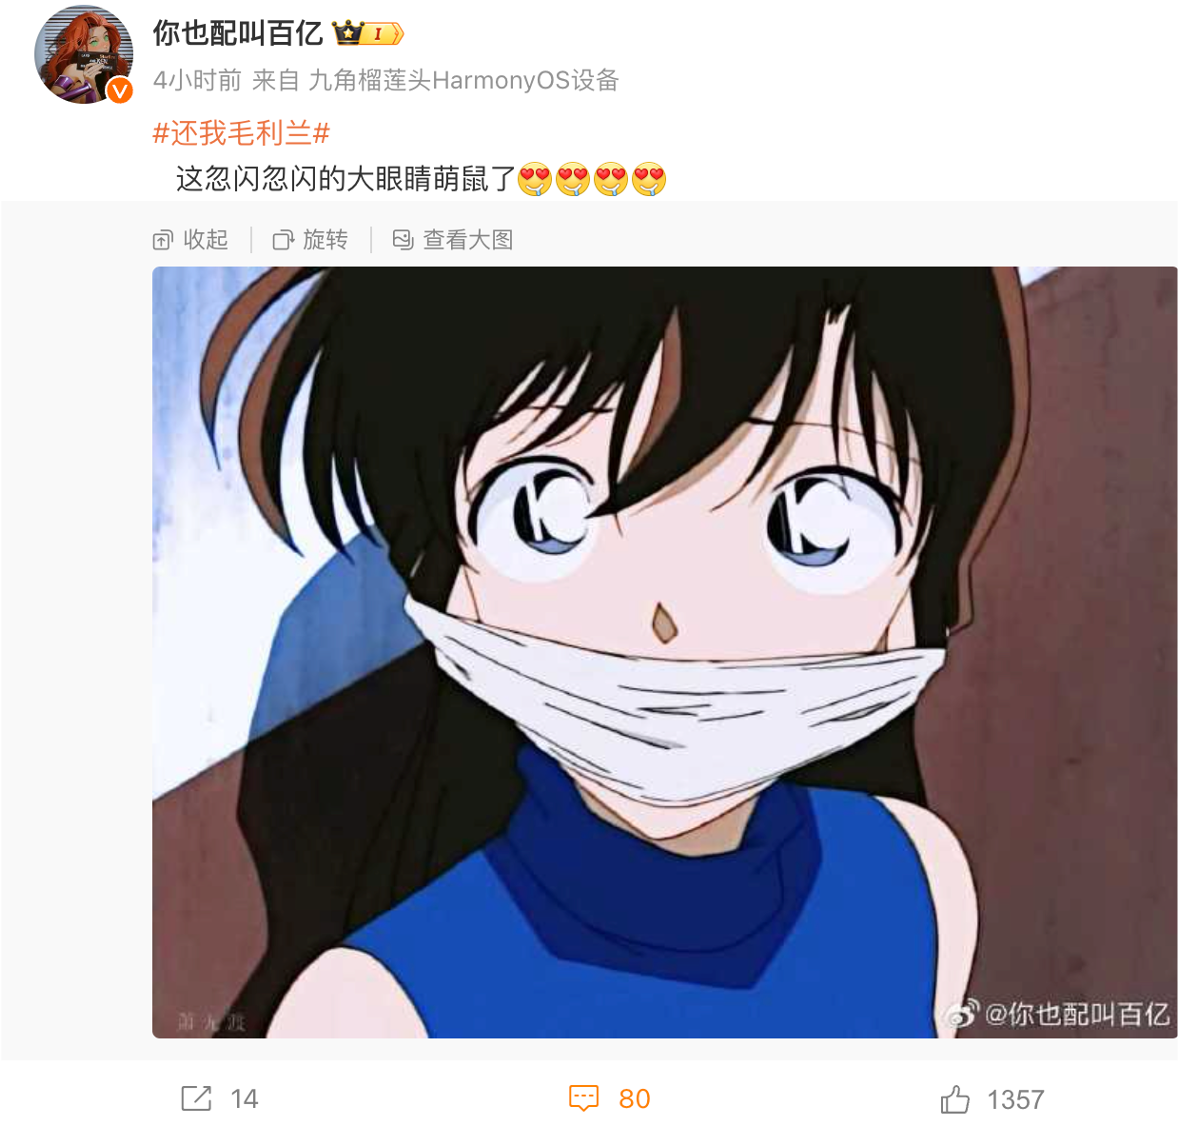 你也配叫百亿 I
4小时前 来自 九角榴莲头HarmonyOS设备
#还我毛利兰#
这忽闪忽闪的大眼睛萌鼠了😍😍😍😍
收起 旋转 查看大图
@你也配叫百亿
14 80 1357